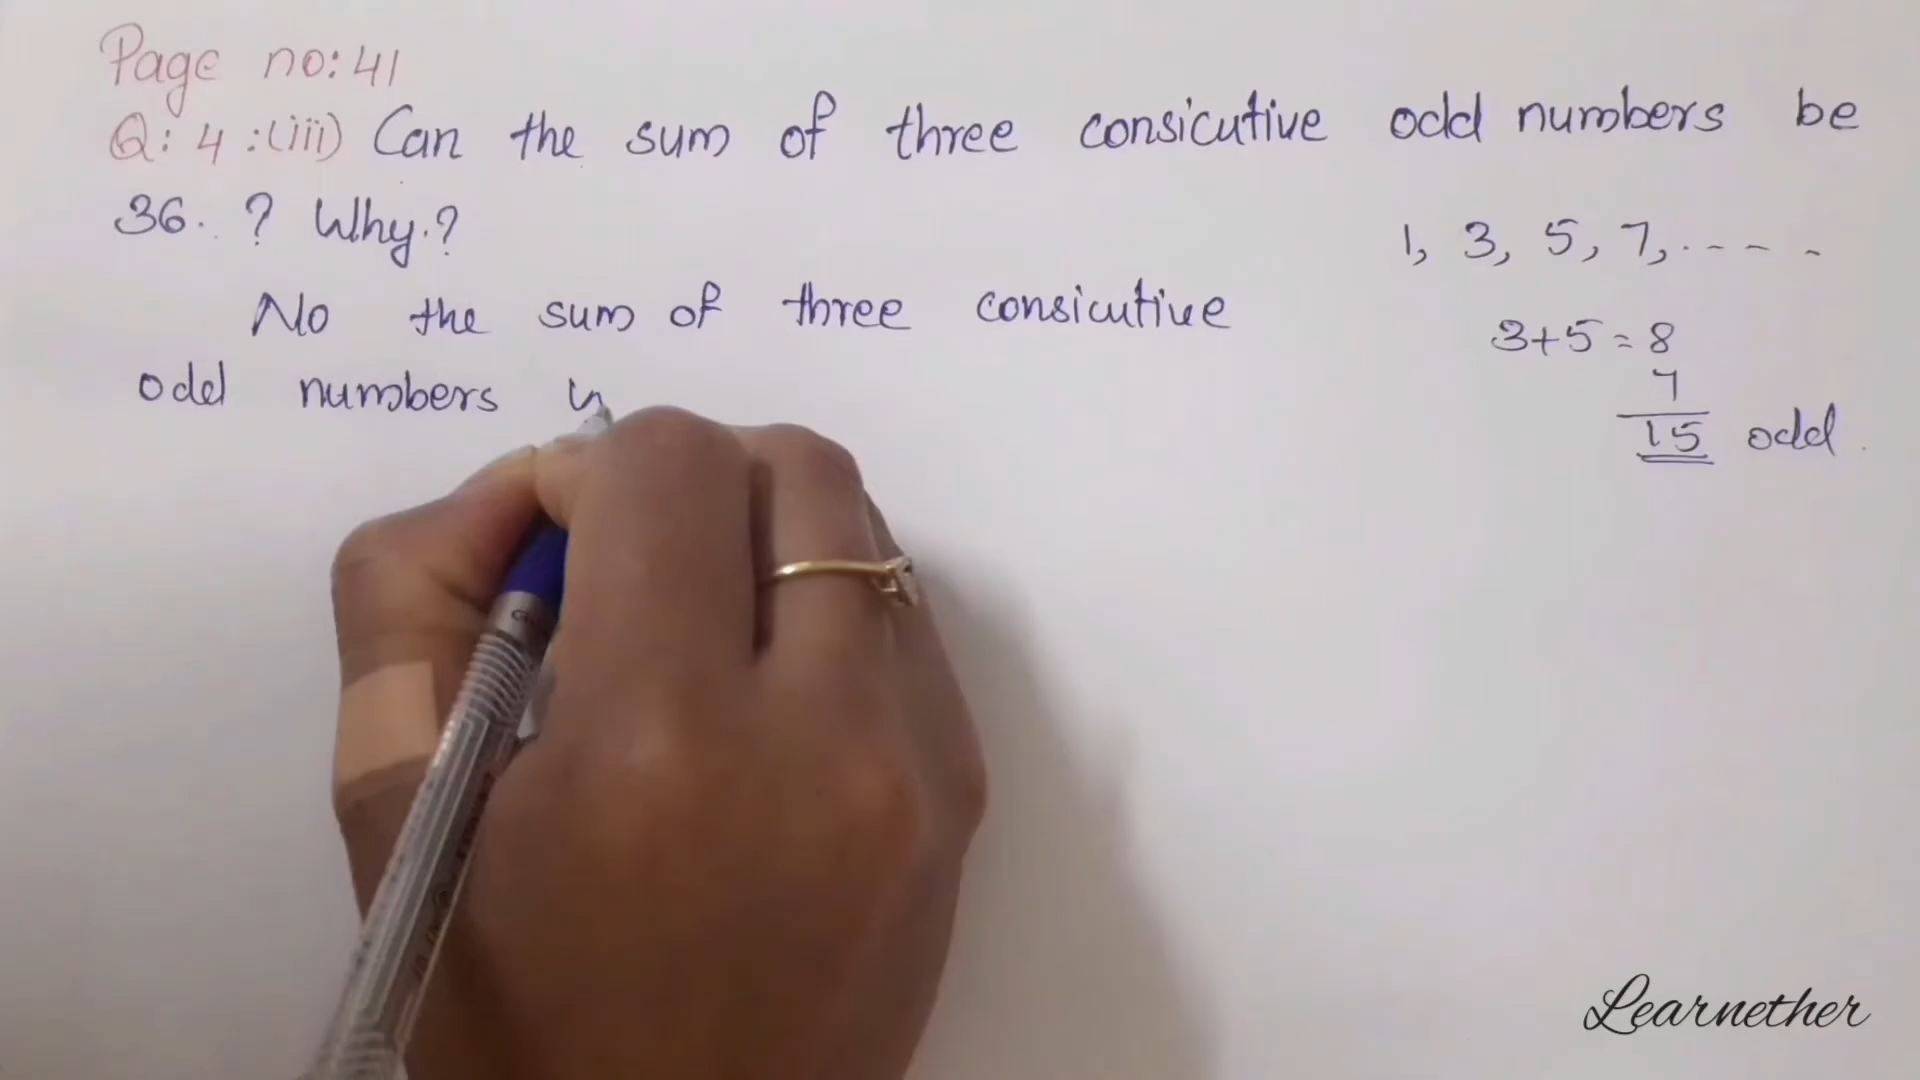 Page no: 41
Q: 4 : (iii) Can the sum of three consicutive odd numbers be
36. ? Why.?
1, 3, 5, 7, . - - - -
No the sum of three consicutive
3+5 = 8
7
odd numbers
15 odd.
Learnether